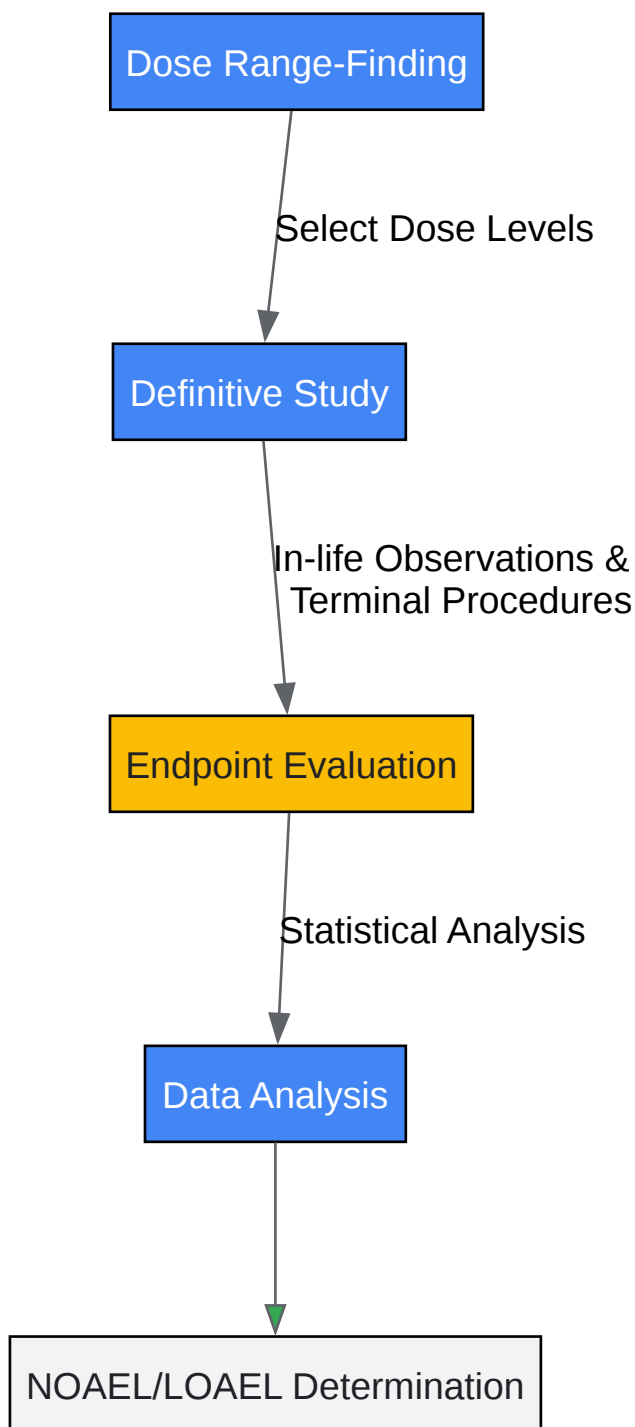 Dose Range-Finding
Select Dose Levels
Definitive Study
In-life Observations &
Terminal Procedures
Endpoint Evaluation
Statistical Analysis
Data Analysis
NOAEL/LOAEL Determination